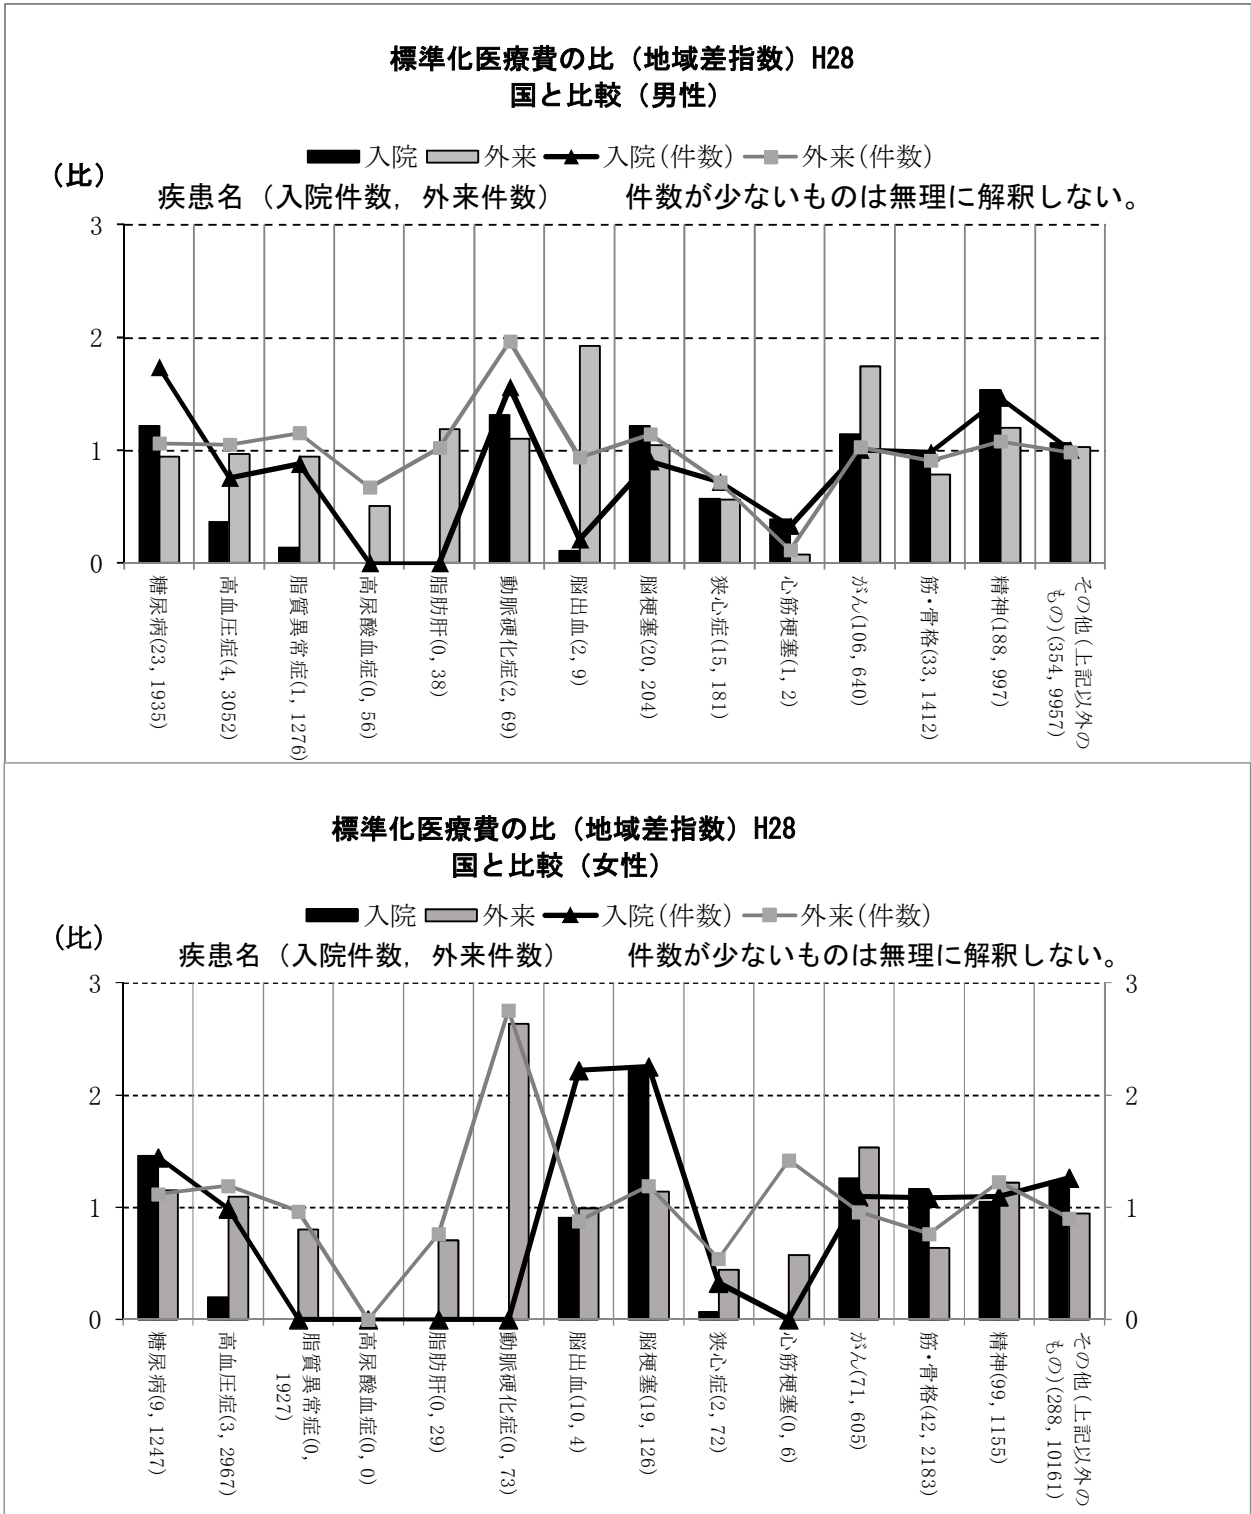 標準化医療費の比（地域差指数）H28
国と比較（男性）
入院 外来 入院(件数) 外来(件数)
（比）
疾患名（入院件数，外来件数） 件数が少ないものは無理に解釈しない。
3
2
1
0
糖尿病(23, 1935)
高血圧症(4, 3052)
脂質異常症(1, 1276)
高尿酸血症(0, 56)
脂肪肝(0, 38)
動脈硬化症(2, 69)
脳出血(2, 9)
脳梗塞(20, 204)
狭心症(15, 181)
心筋梗塞(1, 2)
がん(106, 640)
筋・骨格(33, 1412)
精神(188, 997)
その他(上記以外の
もの)(354, 9957)
標準化医療費の比（地域差指数）H28
国と比較（女性）
入院 外来 入院(件数) 外来(件数)
（比）
疾患名（入院件数，外来件数） 件数が少ないものは無理に解釈しない。
3 3
2 2
1 1
0 0
糖尿病(9, 1247)
高血圧症(3, 2967)
脂質異常症(0,
1927)
高尿酸血症(0, 0)
脂肪肝(0, 29)
動脈硬化症(0, 73)
脳出血(10, 4)
脳梗塞(19, 126)
狭心症(2, 72)
心筋梗塞(0, 6)
がん(71, 605)
筋・骨格(42, 2183)
精神(99, 1155)
その他(上記以外の
もの)(288, 10161)